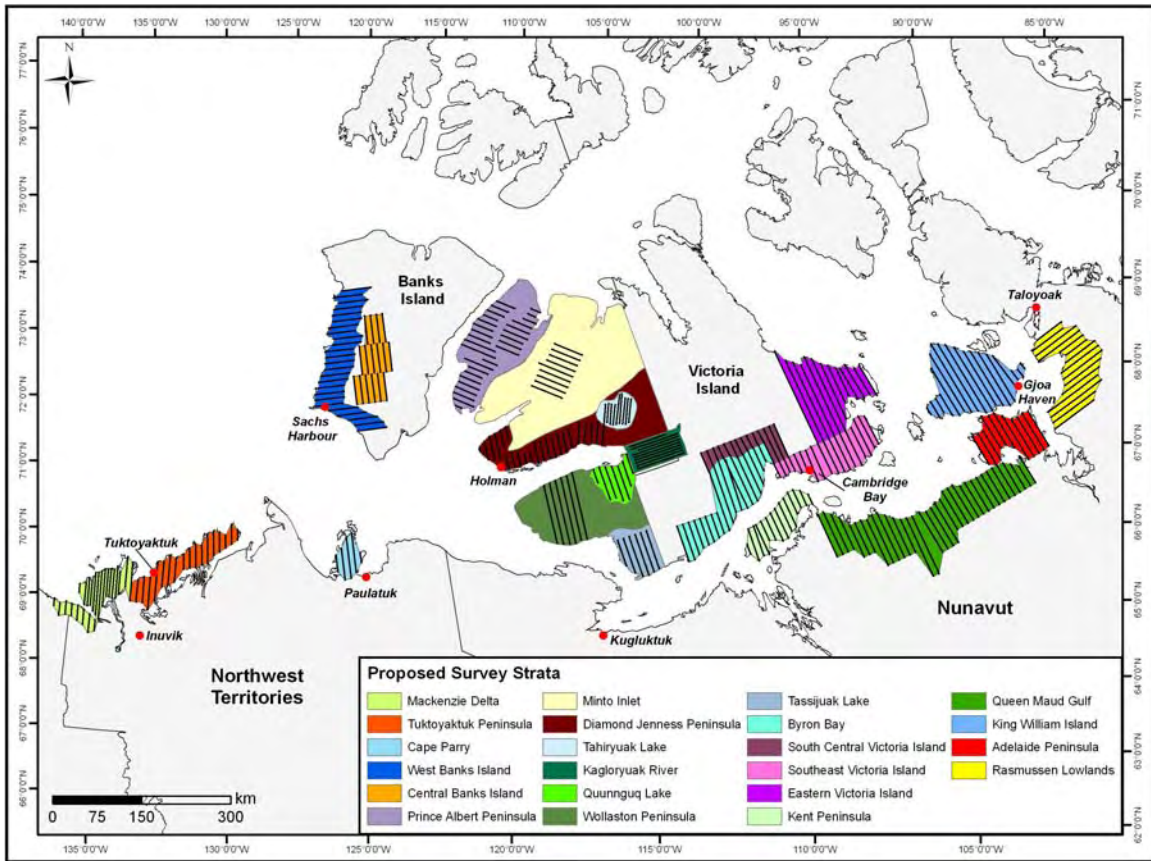 140°0'0"W 135°0'0"W 130°0'0"W 125°0'0"W 120°0'0"W 110°0'0"W 105°0'0"W 100°0'0"W 95°0'0"W 90°0'0"W 85°0'0"W
N
77°0'0"N
76°0'0"N
75°0'0"N
74°0'0"N
73°0'0"N
72°0'0"N
71°0'0"N
70°0'0"N
69°0'0"N
68°0'0"N
67°0'0"N
66°0'0"N
71°0'0"N
70°0'0"N
69°0'0"N
68°0'0"N
67°0'0"N
66°0'0"N
65°0'0"N
64°0'0"N
63°0'0"N
62°0'0"N
Banks
Island
Taloyoak
Victoria
Island
Gjoa
Haven
Sachs
Harbour
Holman
Cambridge
Bay
Tuktoyaktuk
Paulatuk
Nunavut
Inuvik
Kugluktuk
Northwest
Territories
Proposed Survey Strata
Mackenzie Delta Minto Inlet Tassijuak Lake Queen Maud Gulf
Tuktoyaktuk Peninsula Diamond Jenness Peninsula Byron Bay King William Island
Cape Parry Tahiryuak Lake South Central Victoria Island Adelaide Peninsula
West Banks Island Kagloryuak River Southeast Victoria Island Rasmussen Lowlands
Central Banks Island Quunnguq Lake Eastern Victoria Island
Prince Albert Peninsula Wollaston Peninsula Kent Peninsula
km
0 75 150 300
135°0'0"W 130°0'0"W 120°0'0"W 115°0'0"W 110°0'0"W 105°0'0"W